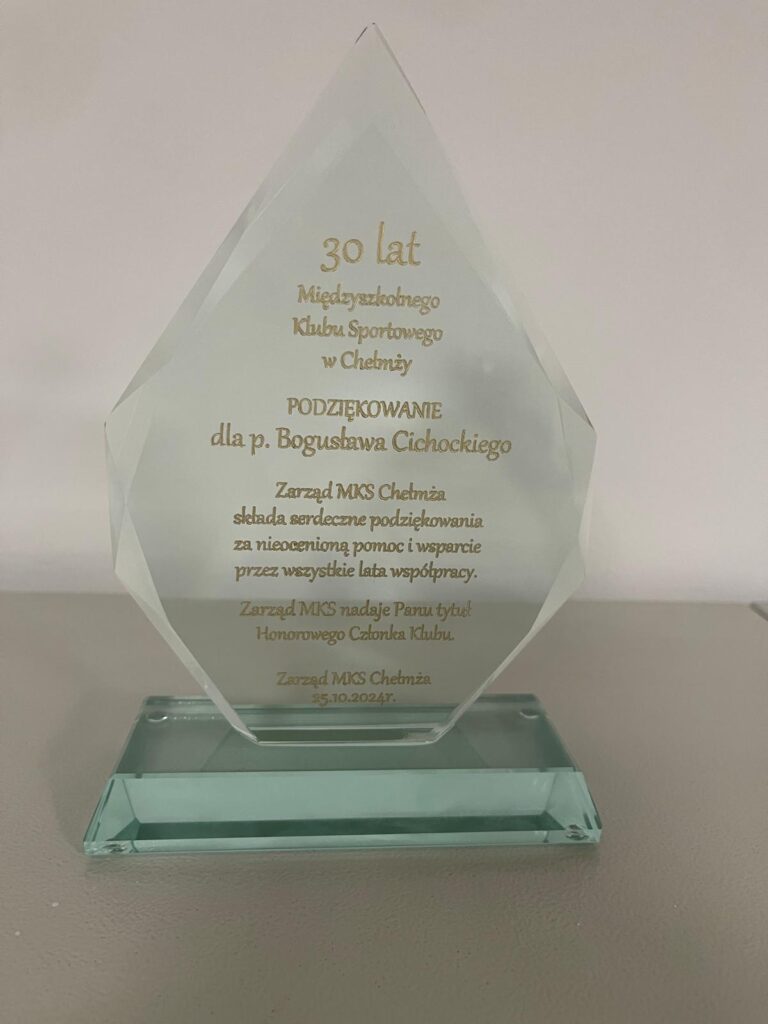 30 lat
Międzyszkolnego
Klubu Sportowego
w Chełmży
PODZIĘKOWANIE
dla p. Bogusława Cichockiego
Zarząd MKS Chełmża
składa serdeczne podziękowania
za nieocenioną pomoc i wsparcie
przez wszystkie lata współpracy.
Zarząd MKS nadaje Panu tytuł
Honorowego Członka Klubu.
Zarząd MKS Chełmża
25.10.2024r.